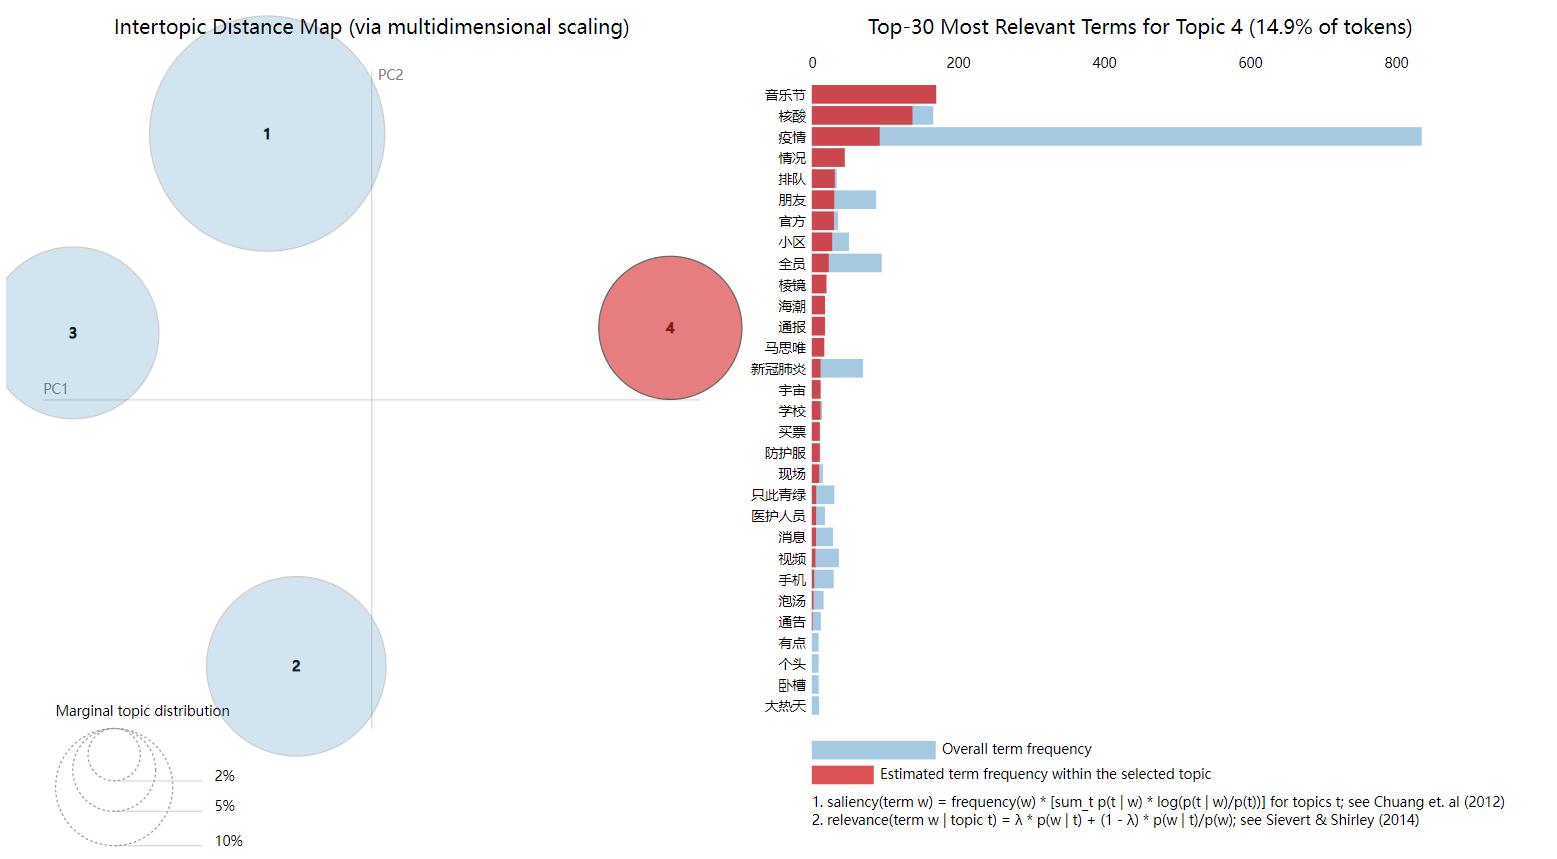 Intertopic Distance Map (via multidimensional scaling)
PC2
1
3
4
PC1
2
Marginal topic distribution
2%
5%
10%
Top-30 Most Relevant Terms for Topic 4 (14.9% of tokens)
0 200 400 600 800
音乐节
核酸
疫情
情况
排队
朋友
官方
小区
全员
棱镜
海潮
通报
马思唯
新冠肺炎
宇宙
学校
买票
防护服
现场
只此青绿
医护人员
消息
视频
手机
泡汤
通告
有点
个头
卧槽
大热天
Overall term frequency
Estimated term frequency within the selected topic
1. saliency(term w) = frequency(w) * [sum_t p(t | w) * log(p(t | w)/p(t))] for topics t; see Chuang et. al (2012)
2. relevance(term w | topic t) = λ * p(w | t) + (1 - λ) * p(w | t)/p(w); see Sievert & Shirley (2014)